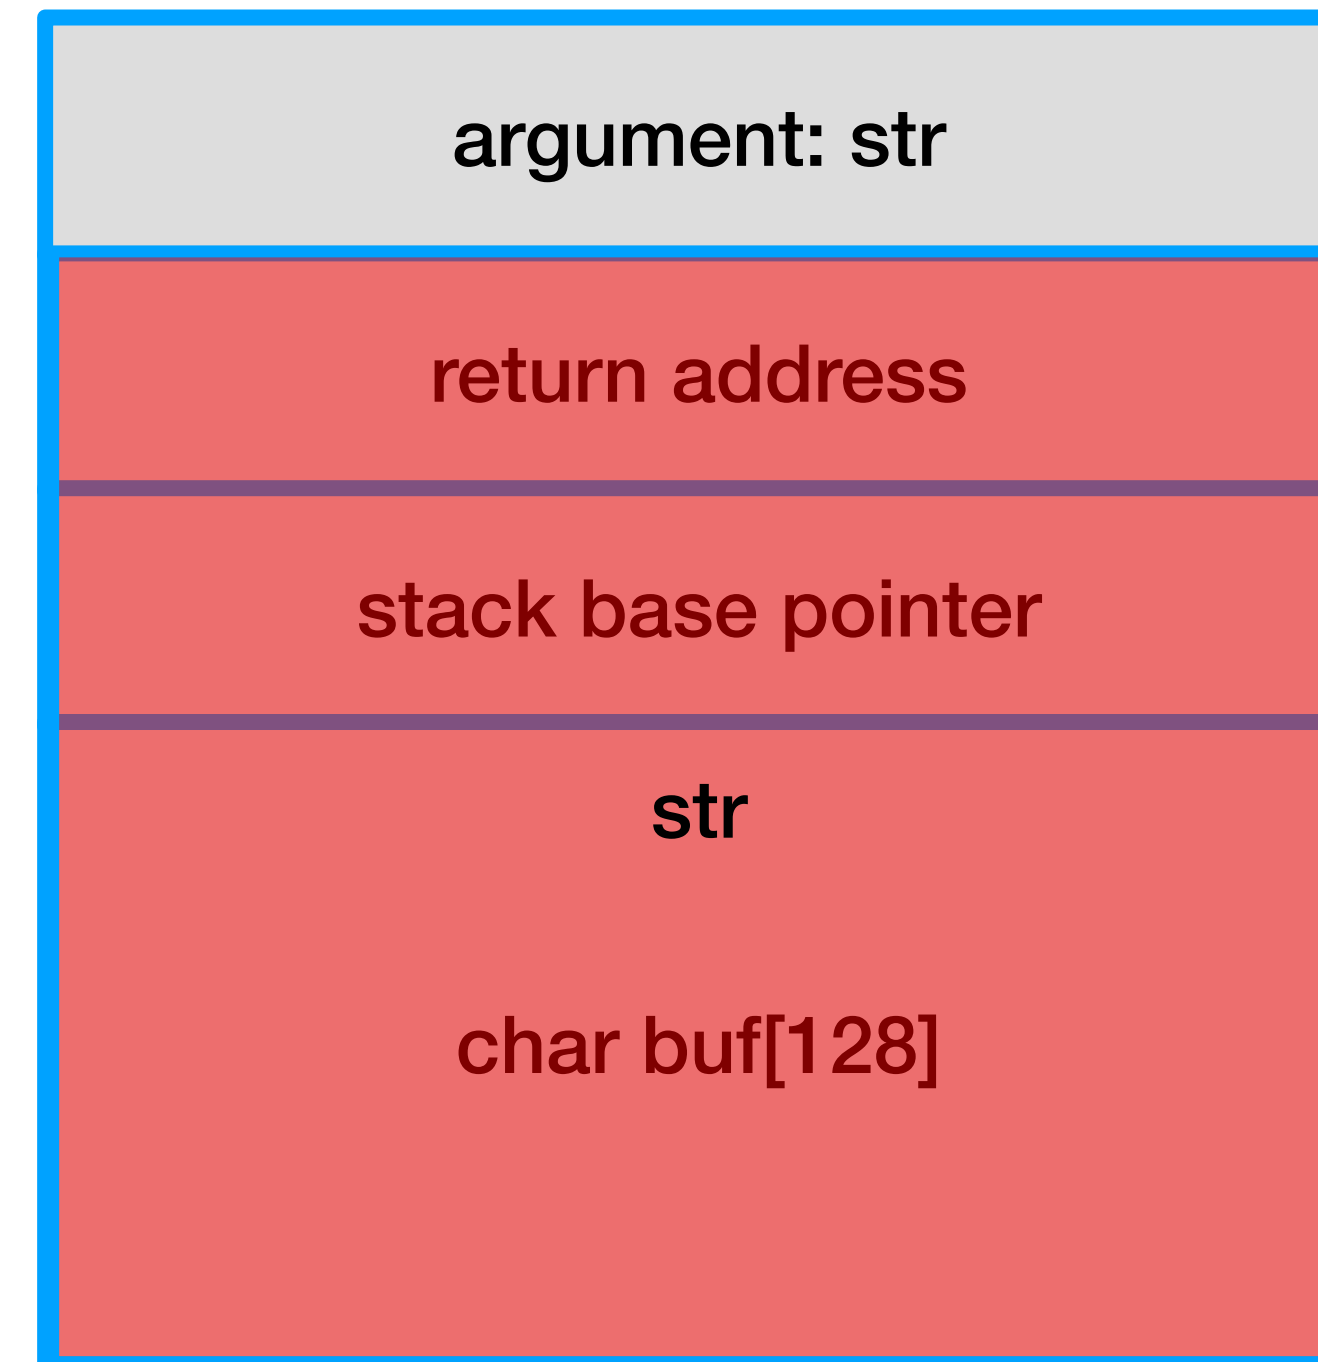 argument: str
return address
stack base pointer
str
char buf[128]